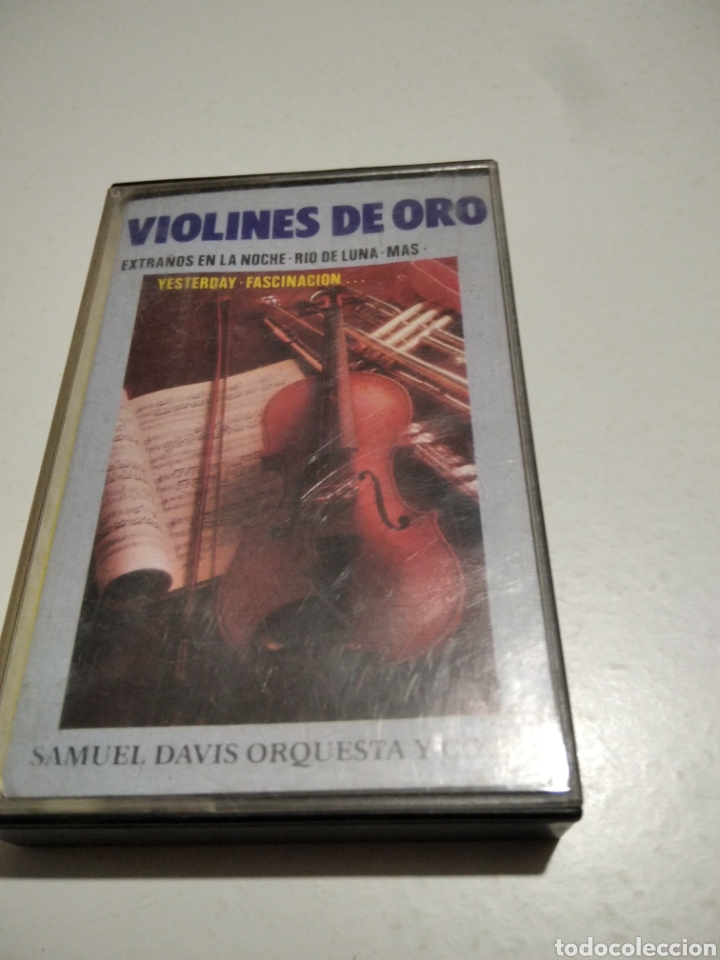 VIOLINES DE ORO
EXTRAÑOS EN LA NOCHE · RIO DE LUNA · MAS ·
YESTERDAY · FASCINACION ...
SAMUEL DAVIS ORQUESTA Y
todocoleccion